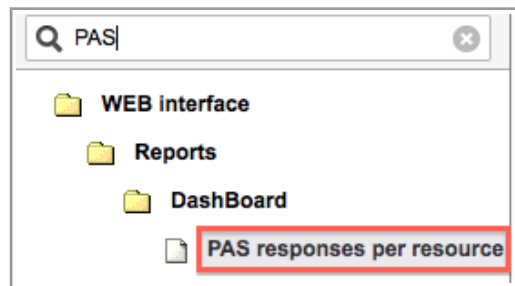 PAS
WEB interface
Reports
DashBoard
PAS responses per resource